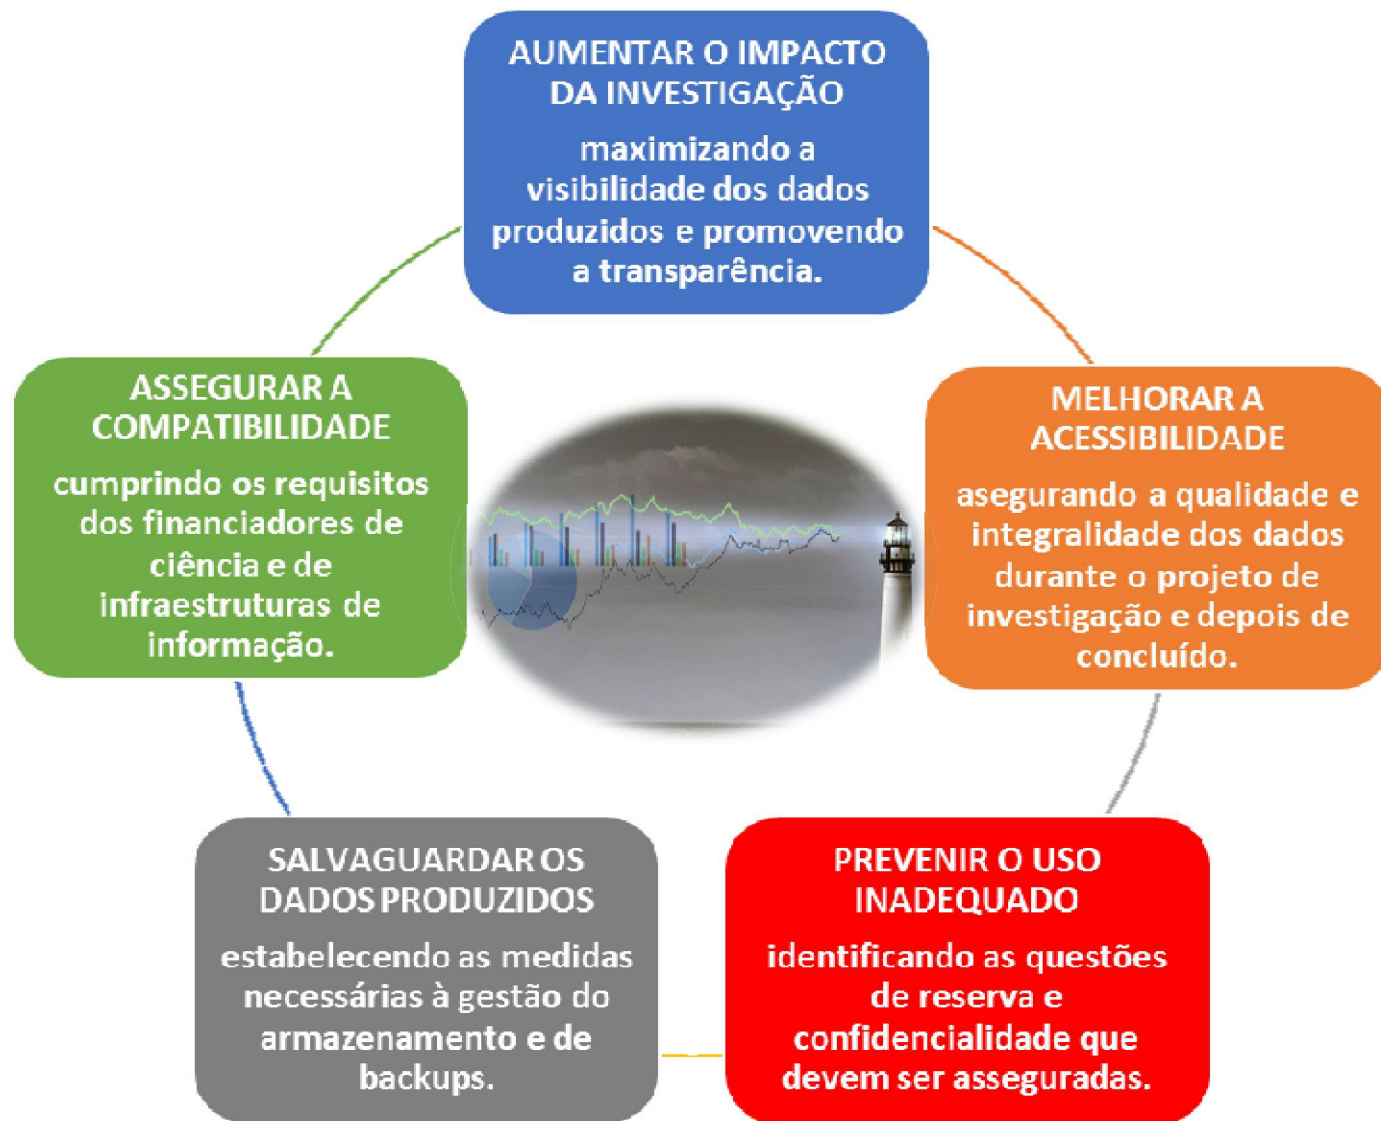 AUMENTAR O IMPACTO
DA INVESTIGAÇÃO
maximizando a
visibilidade dos dados
produzidos e promovendo
a transparência.
MELHORAR A
ACESSIBILIDADE
asegurando a qualidade e
integralidade dos dados
durante o projeto de
investigação e depois de
concluído.
PREVENIR O USO
INADEQUADO
identificando as questões
de reserva e
confidencialidade que
devem ser asseguradas.
SALVAGUARDAR OS
DADOS PRODUZIDOS
estabelecendo as medidas
necessárias à gestão do
armazenamento e de
backups.
ASSEGURAR A
COMPATIBILIDADE
cumprindo os requisitos
dos financiadores de
ciência e de
infraestruturas de
informação.